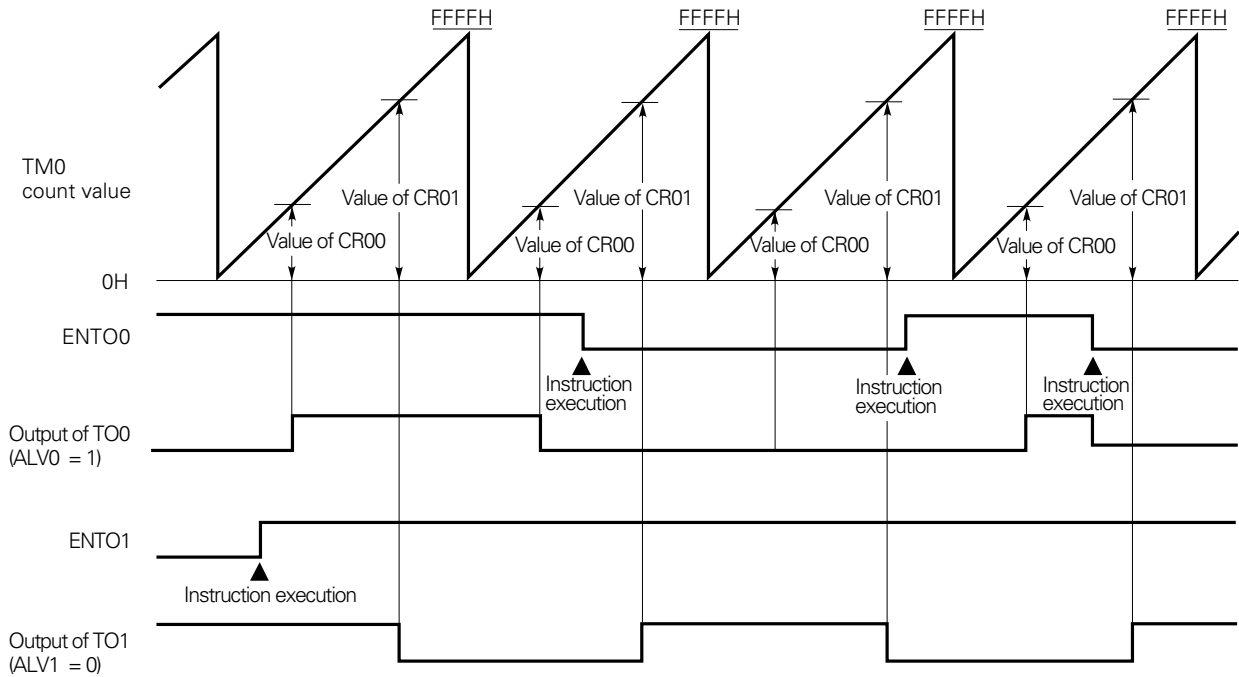 FFFFH FFFFH FFFFH FFFFH
TM0
count value
Value of CR01 Value of CR01 Value of CR01 Value of CR01
Value of CR00 Value of CR00 Value of CR00 Value of CR00
0H
ENTO0
Instruction
execution
Instruction
execution
Instruction
execution
Output of TO0
(ALV0 = 1)
ENTO1
Instruction execution
Output of TO1
(ALV1 = 0)